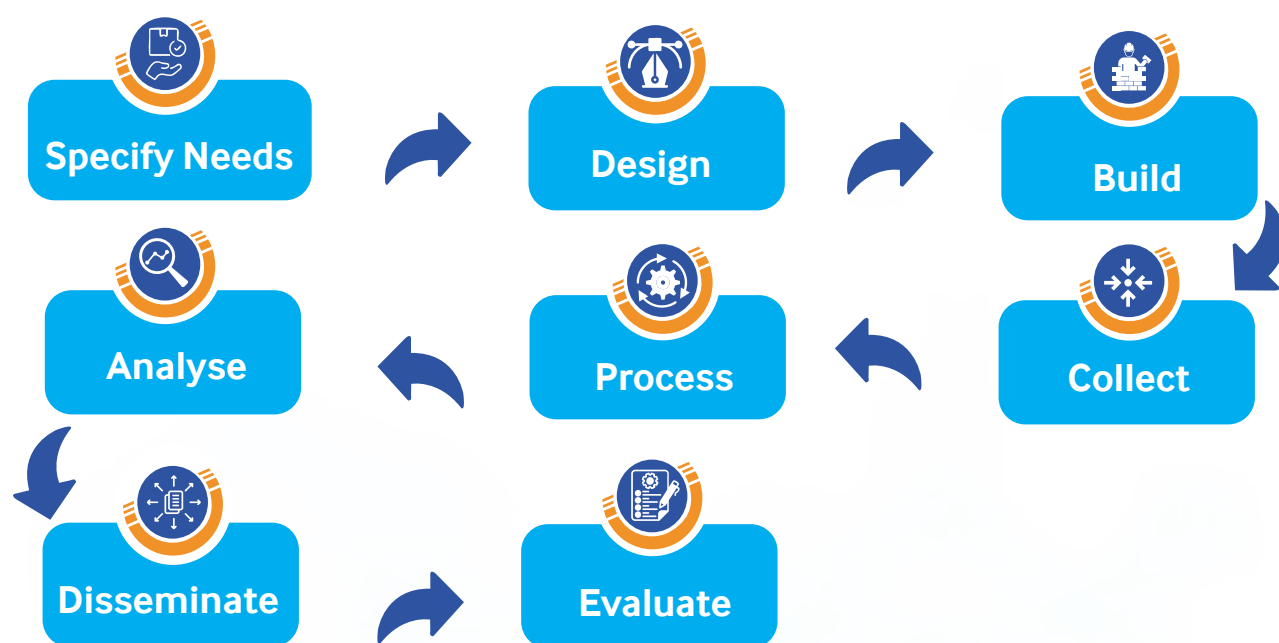 Specify Needs
Design
Build
Collect
Process
Analyse
Disseminate
Evaluate